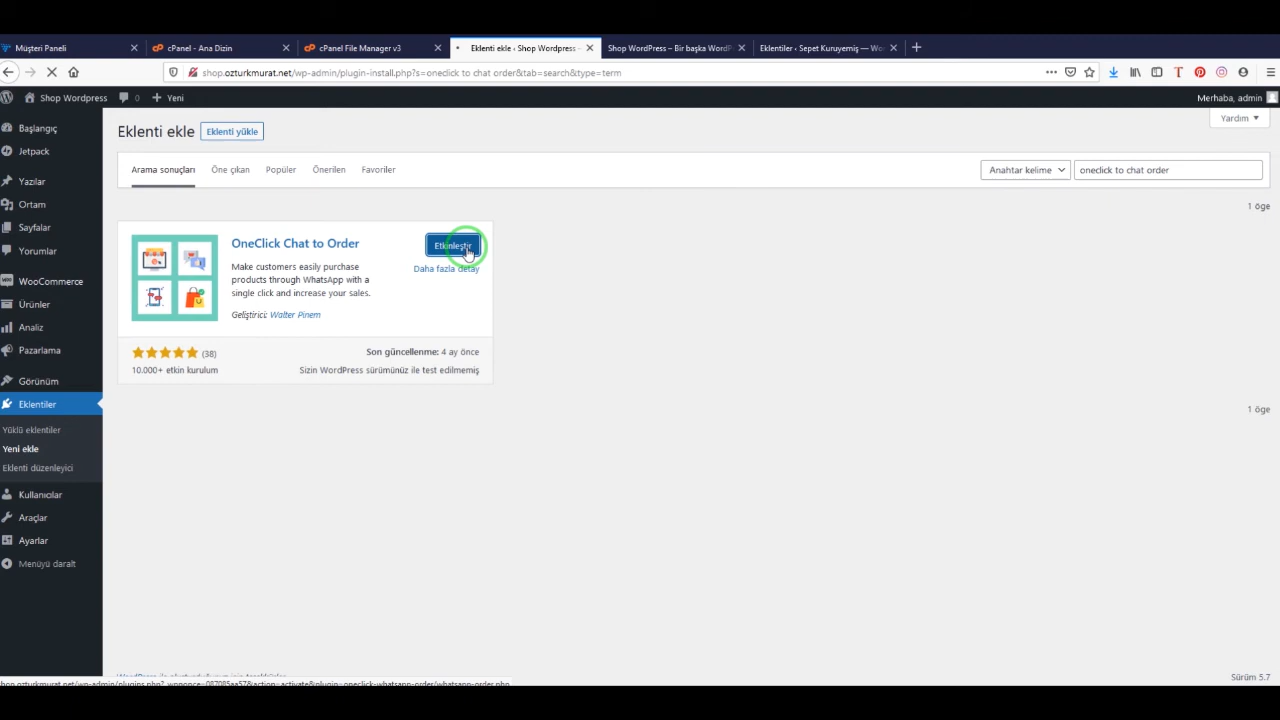 Müşteri Paneli
cPanel - Ana Dizin
cPanel File Manager v3
Eklenti ekle ‹ Shop Wordpress –
Shop WordPress – Bir başka WordP
Eklentiler ‹ Sepet Kuruyemiş — Wo
shop.ozturkmurat.net/wp-admin/plugin-install.php?s=oneclick to chat order&tab=search&type=term
Shop Wordpress
0
Yeni
Merhaba, admin
Başlangıç
Jetpack
Yazılar
Ortam
Sayfalar
Yorumlar
WooCommerce
Ürünler
Analiz
Pazarlama
Görünüm
Eklentiler
Yüklü eklentiler
Yeni ekle
Eklenti düzenleyici
Kullanıcılar
Araçlar
Ayarlar
Menüyü daralt
Eklenti ekle
Eklenti yükle
Yardım
Arama sonuçları
Öne çıkan
Popüler
Önerilen
Favoriler
Anahtar kelime
oneclick to chat order
1 öge
OneClick Chat to Order
Etkinleştir
Daha fazla detay
Make customers easily purchase
products through WhatsApp with a
single click and increase your sales.
Geliştirici: Walter Pinem
(38)
Son güncellenme: 4 ay önce
10.000+ etkin kurulum
Sizin WordPress sürümünüz ile test edilmemiş
1 öge
Sürüm 5.7